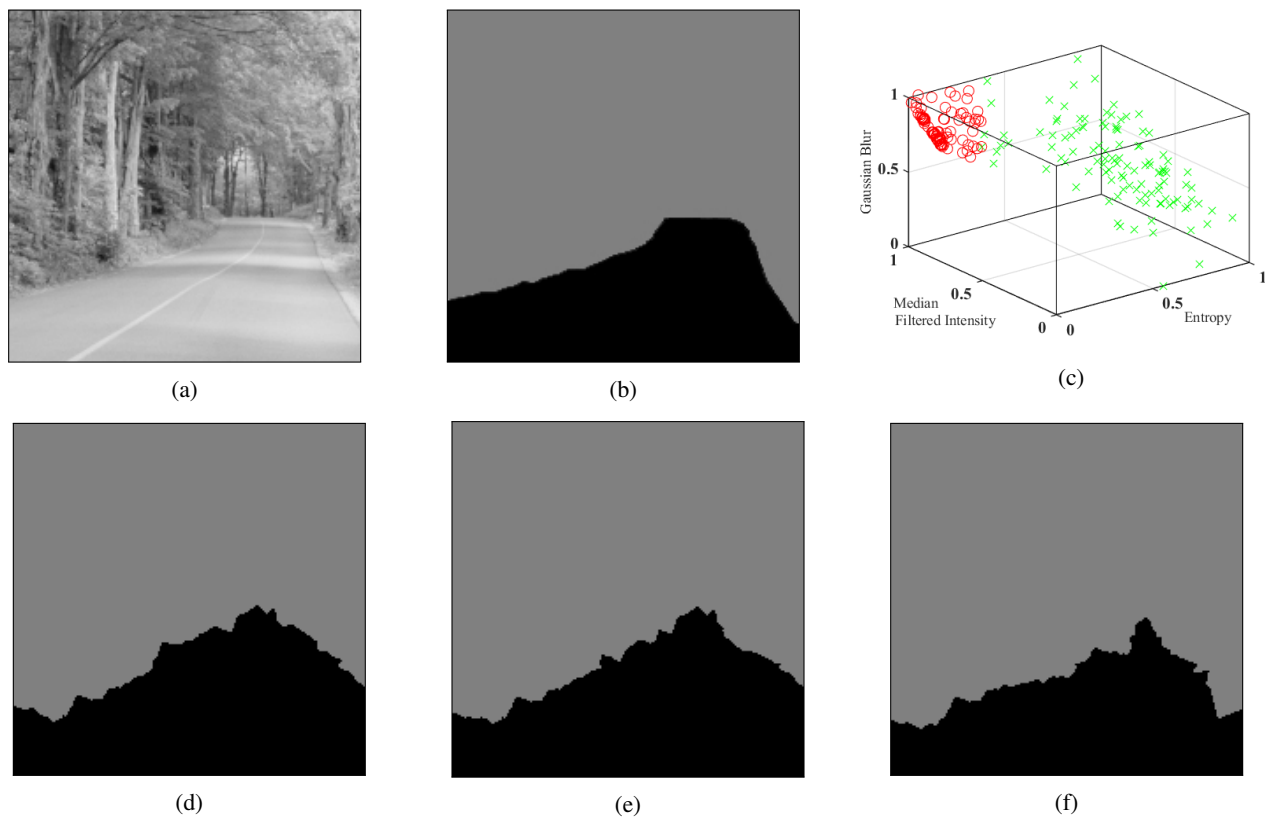 (a)
(b)
1
0.5
0
Gaussian Blur
1
0.5
0
Median
Filtered Intensity
0
0.5
1
Entropy
(c)
(d)
(e)
(f)